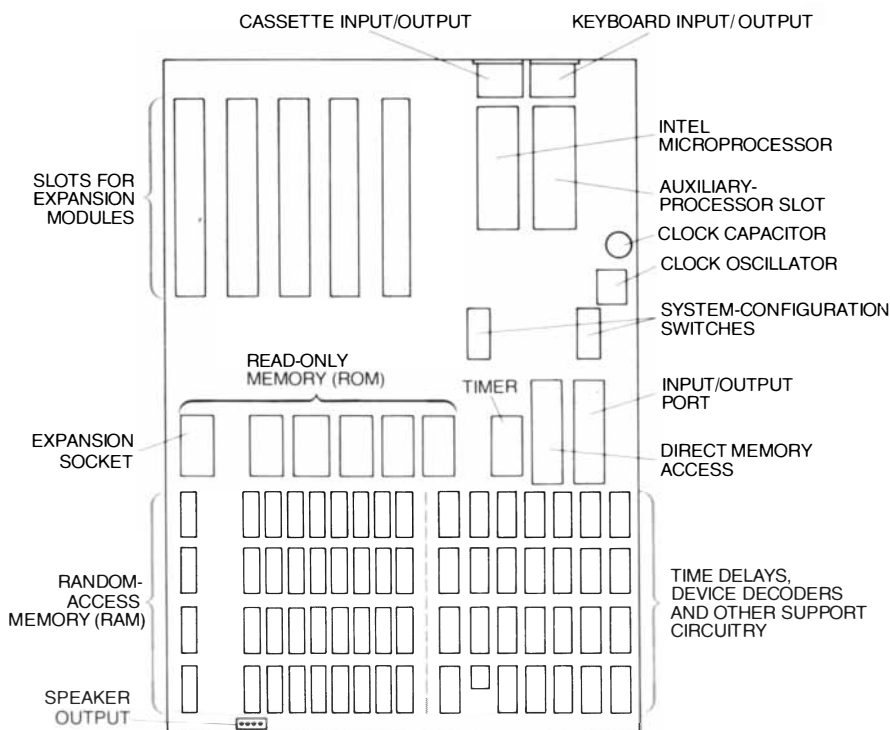 CASSETTE INPUT/OUTPUT
KEYBOARD INPUT/ OUTPUT
INTEL
MICROPROCESSOR
SLOTS FOR
EXPANSION
MODULES
AUXILIARY-
PROCESSOR SLOT
CLOCK CAPACITOR
CLOCK OSCILLATOR
SYSTEM-CONFIGURATION
SWITCHES
READ-ONLY
MEMORY (ROM)
TIMER
INPUT/OUTPUT
PORT
EXPANSION
SOCKET
DIRECT MEMORY
ACCESS
RANDOM-
ACCESS
MEMORY (RAM)
TIME DELAYS,
DEVICE DECODERS
AND OTHER SUPPORT
CIRCUITRY
SPEAKER
OUTPUT